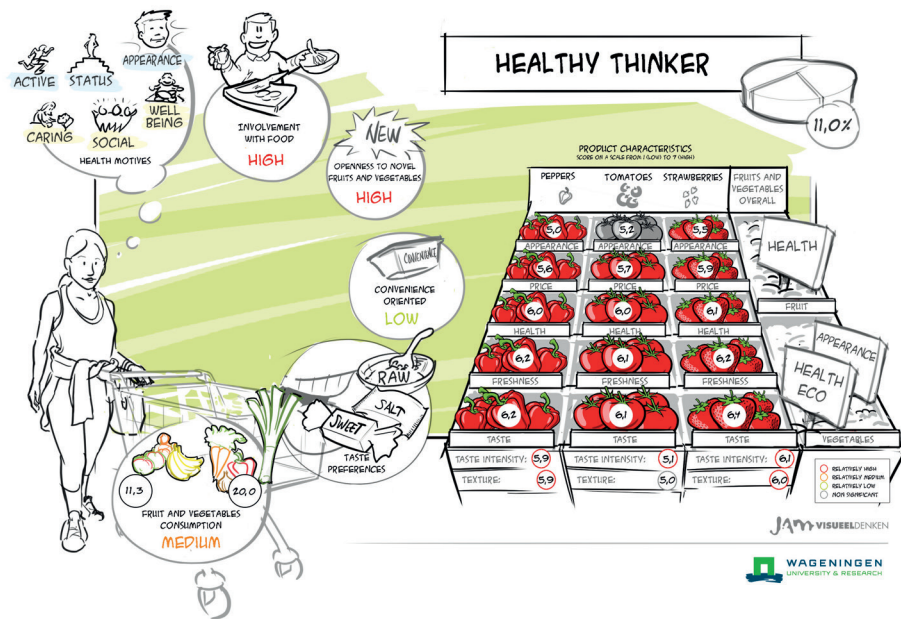 HEALTHY THINKER
11,0%
ACTIVE
STATUS
APPEARANCE
CARING
SOCIAL
WELL
BEING
HEALTH MOTIVES
INVOLVEMENT
WITH FOOD
HIGH
NEW
OPENNESS TO NOVEL
FRUITS AND VEGETABLES
HIGH
CONVENIENCE
CONVENIENCE
ORIENTED
LOW
RAW
SALT
SWEET
TASTE
PREFERENCES
11,3
20,0
FRUIT AND VEGETABLES
CONSUMPTION
MEDIUM
PRODUCT CHARACTERISTICS
SCORE ON A SCALE FROM 1 (LOW) TO 7 (HIGH)
PEPPERS TOMATOES STRAWBERRIES
FRUITS AND
VEGETABLES
OVERALL
5,0 5,2 5,5
APPEARANCE APPEARANCE APPEARANCE
5,6 5,7 5,9
PRICE PRICE PRICE
6,0 6,0 6,1
HEALTH HEALTH HEALTH
6,2 6,1 6,2
FRESHNESS FRESHNESS FRESHNESS
6,2 6,1 6,4
TASTE TASTE TASTE
TASTE INTENSITY: 5,9 TASTE INTENSITY: 5,1 TASTE INTENSITY: 6,1
TEXTURE: 5,9 TEXTURE: 5,0 TEXTURE: 6,0
HEALTH
FRUIT
APPEARANCE
HEALTH
ECO
VEGETABLES
RELATIVELY HIGH
RELATIVELY MEDIUM
RELATIVELY LOW
NON SIGNIFICANT
JAM VISUEELDENKEN
WAGENINGEN
UNIVERSITY & RESEARCH